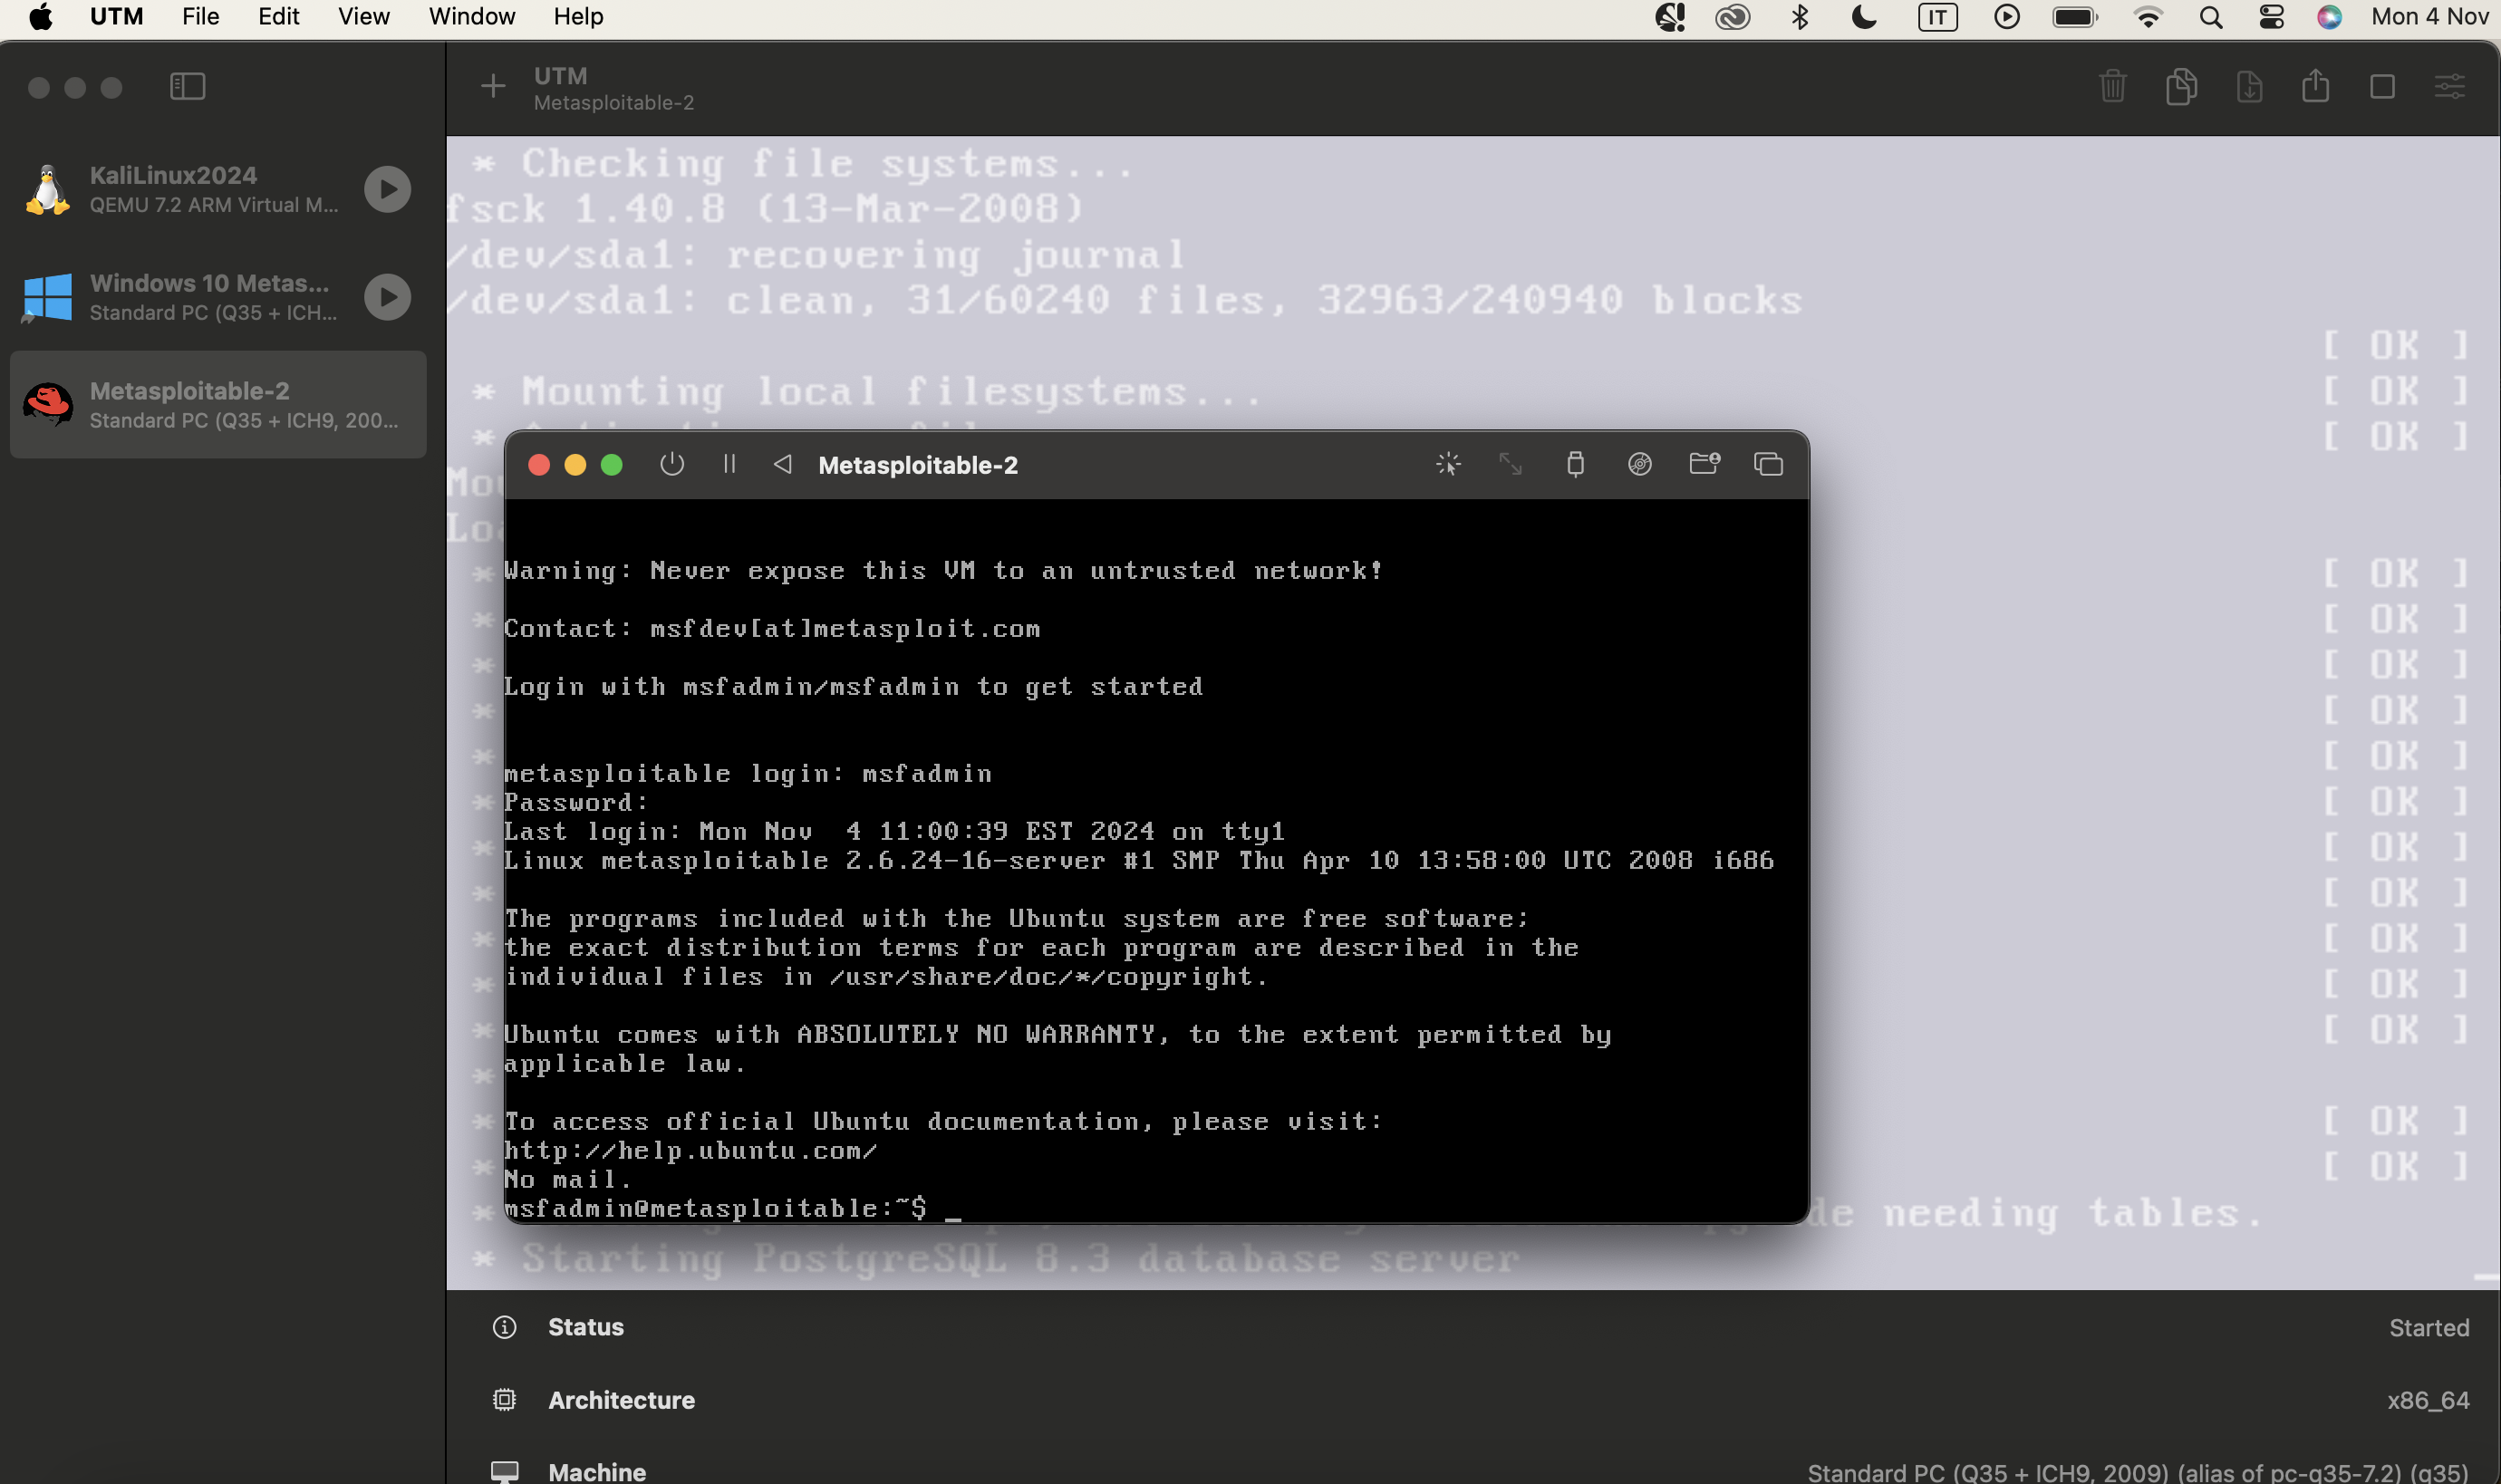 UTM File Edit View Window Help IT Mon 4 Nov
UTM
Metasploitable-2
KaliLinux2024
QEMU 7.2 ARM Virtual M...
Windows 10 Metas...
Standard PC (Q35 + ICH...
Metasploitable-2
Standard PC (Q35 + ICH9, 200...
* Checking file systems...
fsck 1.40.8 (13-Mar-2008)
/dev/sda1: recovering journal
/dev/sda1: clean, 31/60240 files, 32963/240940 blocks
[ OK ]
* Mounting local filesystems... [ OK ]
* [ OK ]
Metasploitable-2
Warning: Never expose this VM to an untrusted network!
Contact: msfdev[at]metasploit.com
Login with msfadmin/msfadmin to get started
metasploitable login: msfadmin
Password:
Last login: Mon Nov  4 11:00:39 EST 2024 on tty1
Linux metasploitable 2.6.24-16-server #1 SMP Thu Apr 10 13:58:00 UTC 2008 i686
The programs included with the Ubuntu system are free software;
the exact distribution terms for each program are described in the
individual files in /usr/share/doc/*/copyright.
Ubuntu comes with ABSOLUTELY NO WARRANTY, to the extent permitted by
applicable law.
To access official Ubuntu documentation, please visit:
http://help.ubuntu.com/
No mail.
msfadmin@metasploitable:~$ _
* [ OK ]
* [ OK ]
* [ OK ]
* [ OK ]
* [ OK ]
* [ OK ]
* [ OK ]
* [ OK ]
* [ OK ]
* [ OK ]
* [ OK ]
*
* [ OK ]
* [ OK ]
* needing tables.
* Starting PostgreSQL 8.3 database server
Status Started
Architecture x86_64
Machine Standard PC (Q35 + ICH9, 2009) (alias of pc-q35-7.2) (q35)